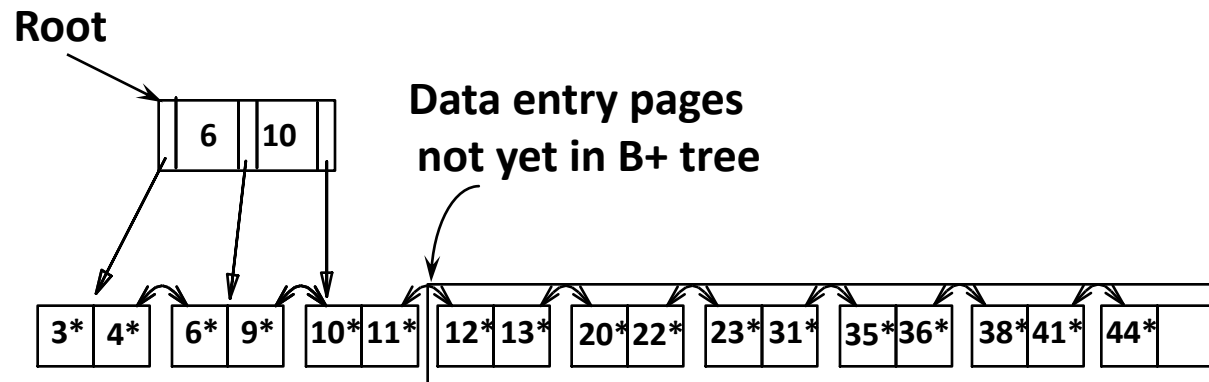 Root
Data entry pages
not yet in B+ tree
6 10
3* 4* 6* 9* 10* 11* 12* 13* 20* 22* 23* 31* 35* 36* 38* 41* 44*